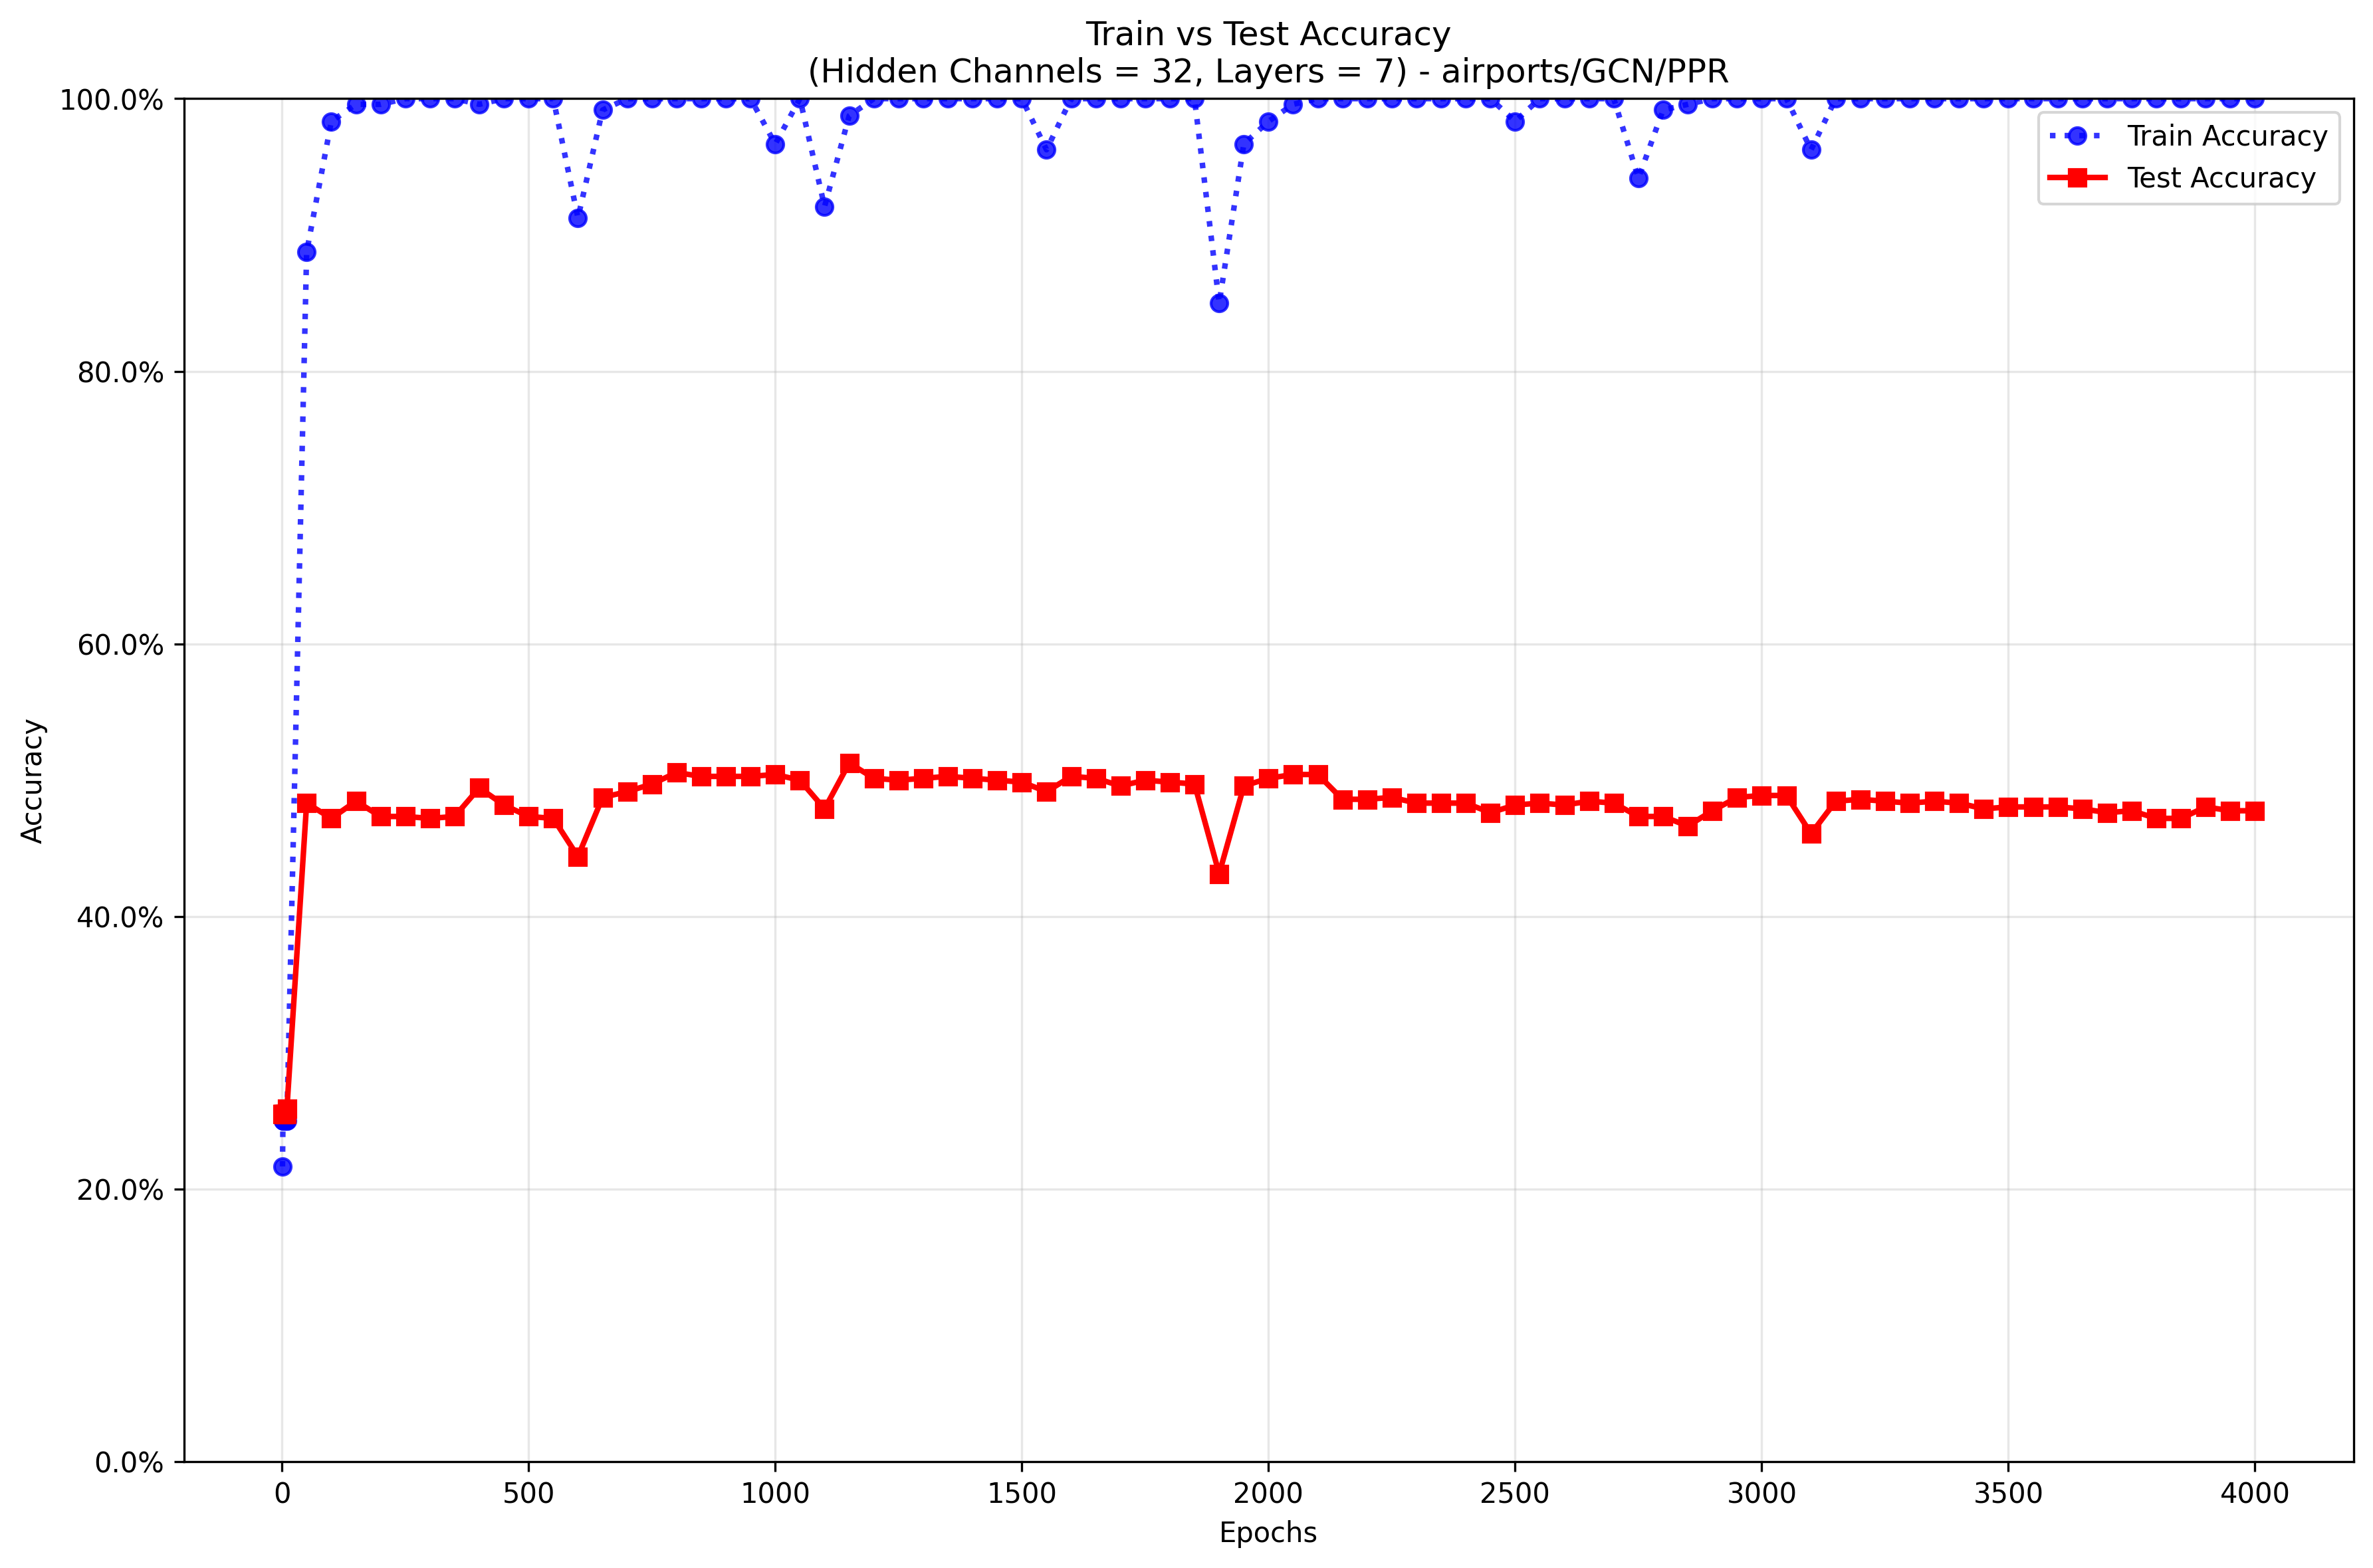 Train vs Test Accuracy
(Hidden Channels = 32, Layers = 7) - airports/GCN/PPR
100.0%
80.0%
60.0%
40.0%
20.0%
0.0%
Accuracy
Train Accuracy
Test Accuracy
0
500
1000
1500
2000
2500
3000
3500
4000
Epochs